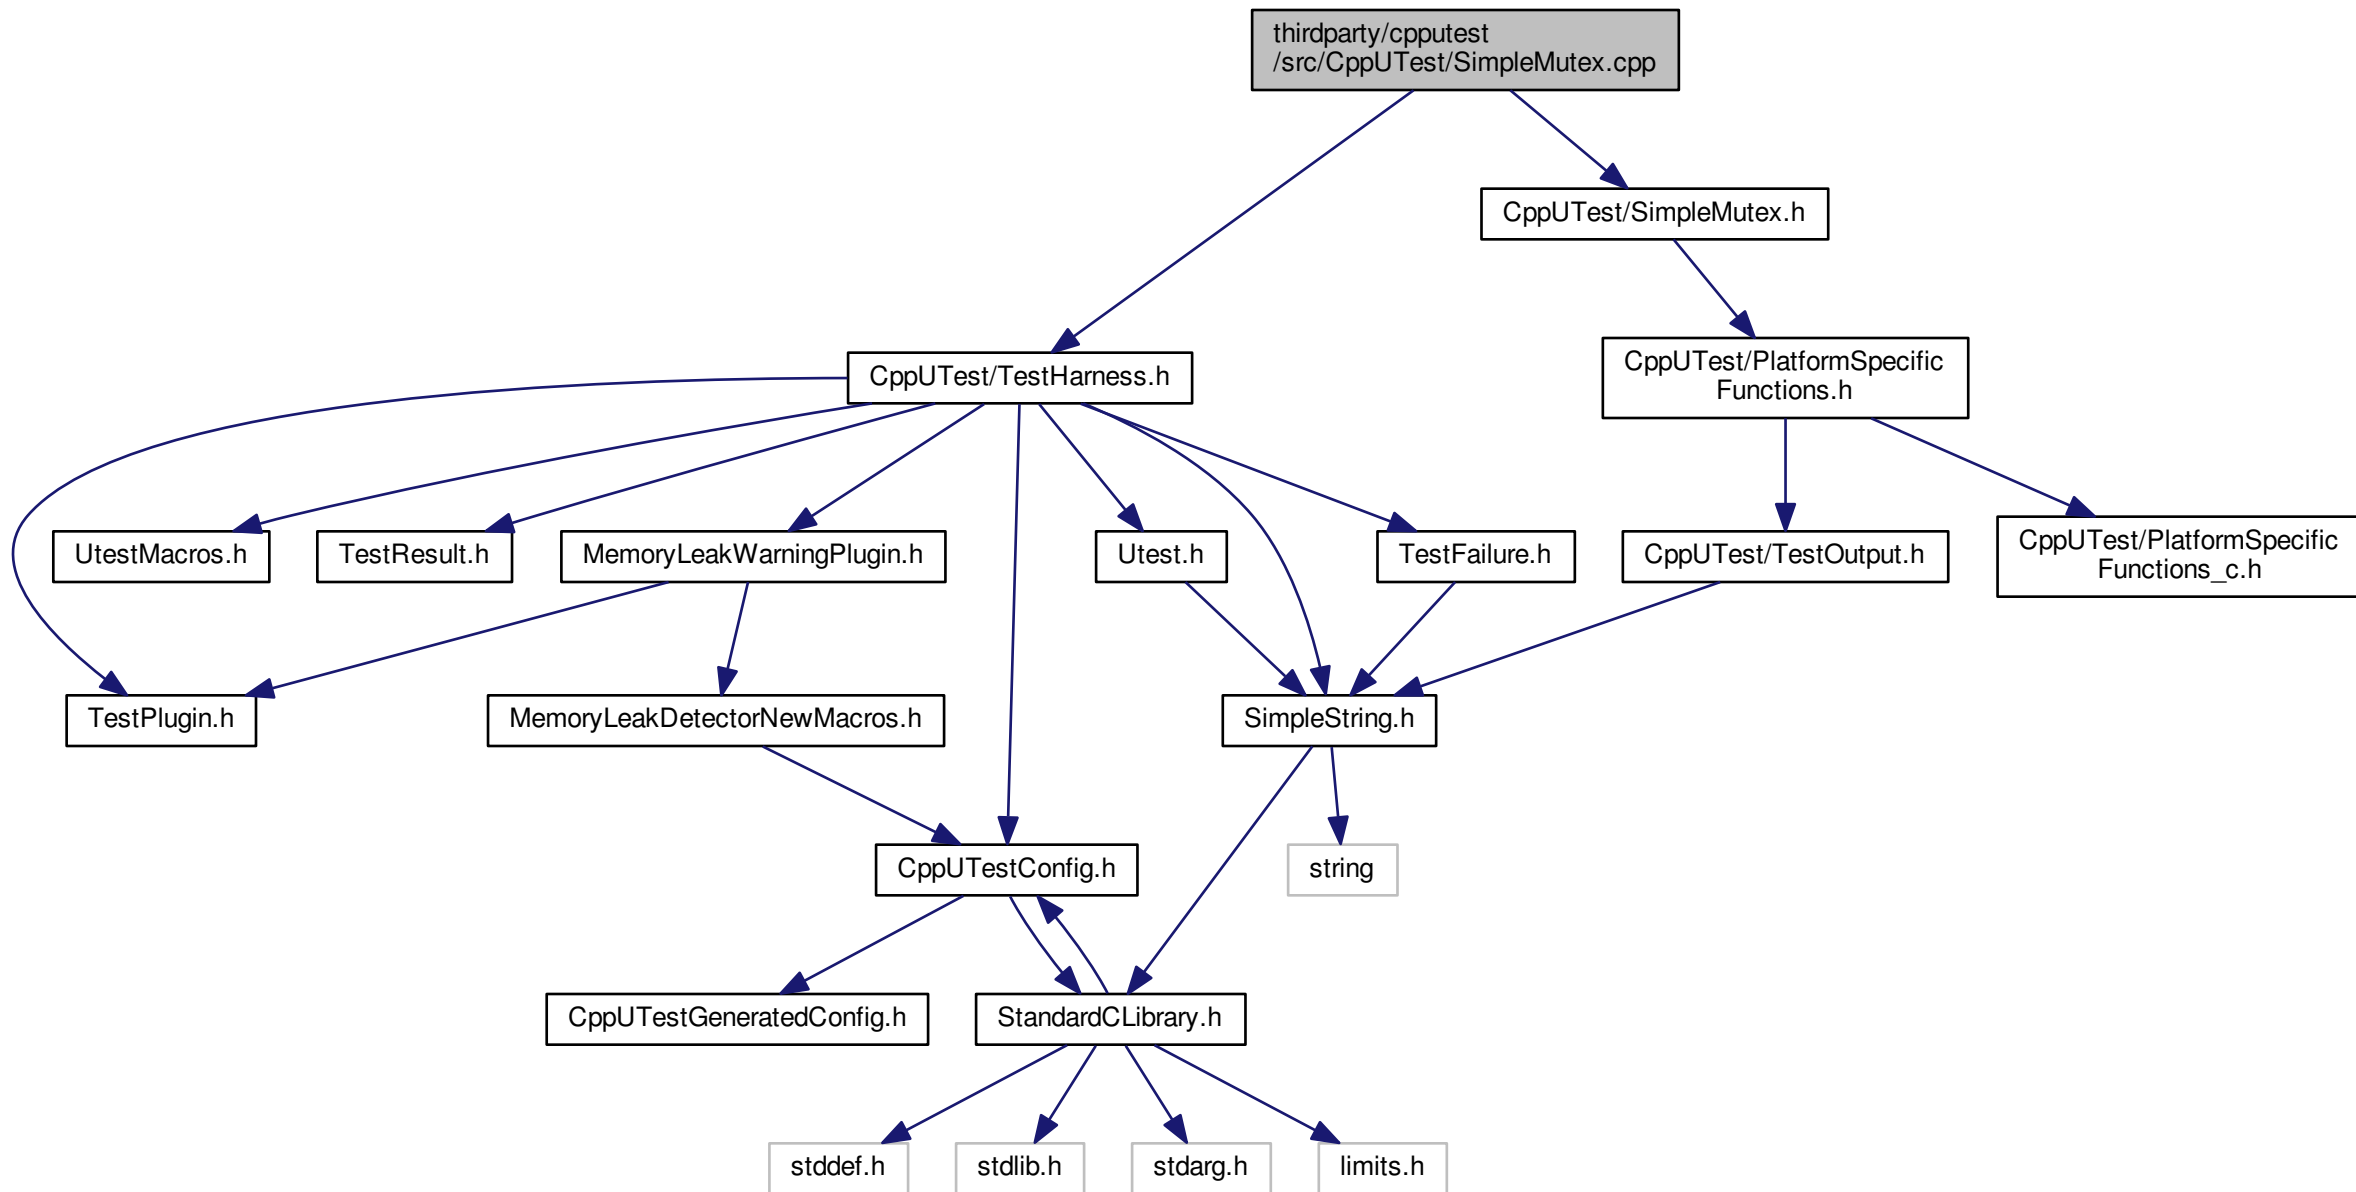 thirdparty/cpputest
/src/CppUTest/SimpleMutex.cpp
CppUTest/SimpleMutex.h
CppUTest/TestHarness.h
CppUTest/PlatformSpecific
Functions.h
UtestMacros.h
TestResult.h
MemoryLeakWarningPlugin.h
Utest.h
TestFailure.h
CppUTest/TestOutput.h
CppUTest/PlatformSpecific
Functions_c.h
TestPlugin.h
MemoryLeakDetectorNewMacros.h
SimpleString.h
CppUTestConfig.h
string
CppUTestGeneratedConfig.h
StandardCLibrary.h
stddef.h
stdlib.h
stdarg.h
limits.h